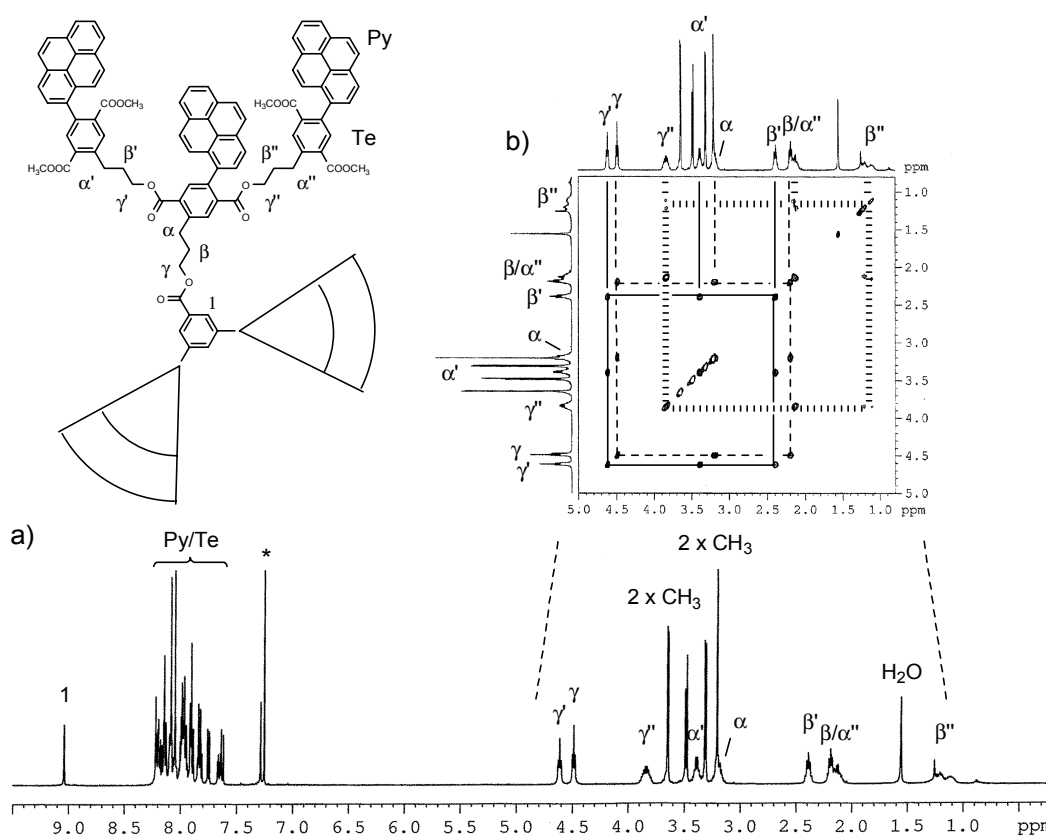 Py
COOCH₃
H₃COOC
H₃COOC
Te
H₃COOC
COOCH₃
COOCH₃
β'
β"
α'
α"
O
O
γ'
γ"
O
O
α
β
γ
O
O
1
b)
α'
γ'
γ
γ"
α
β'
β/α"
β"
ppm
β"
β/α"
β'
α
α'
γ"
γ
γ'
1.0
1.5
2.0
2.5
3.0
3.5
4.0
4.5
5.0
5.0 4.5 4.0 3.5 3.0 2.5 2.0 1.5 1.0 ppm
ppm
a)
Py/Te
*
1
2 x CH₃
2 x CH₃
H₂O
γ'
γ
γ"
α'
α
β'
β/α"
β"
9.0 8.5 8.0 7.5 7.0 6.5 6.0 5.5 5.0 4.5 4.0 3.5 3.0 2.5 2.0 1.5 1.0 ppm